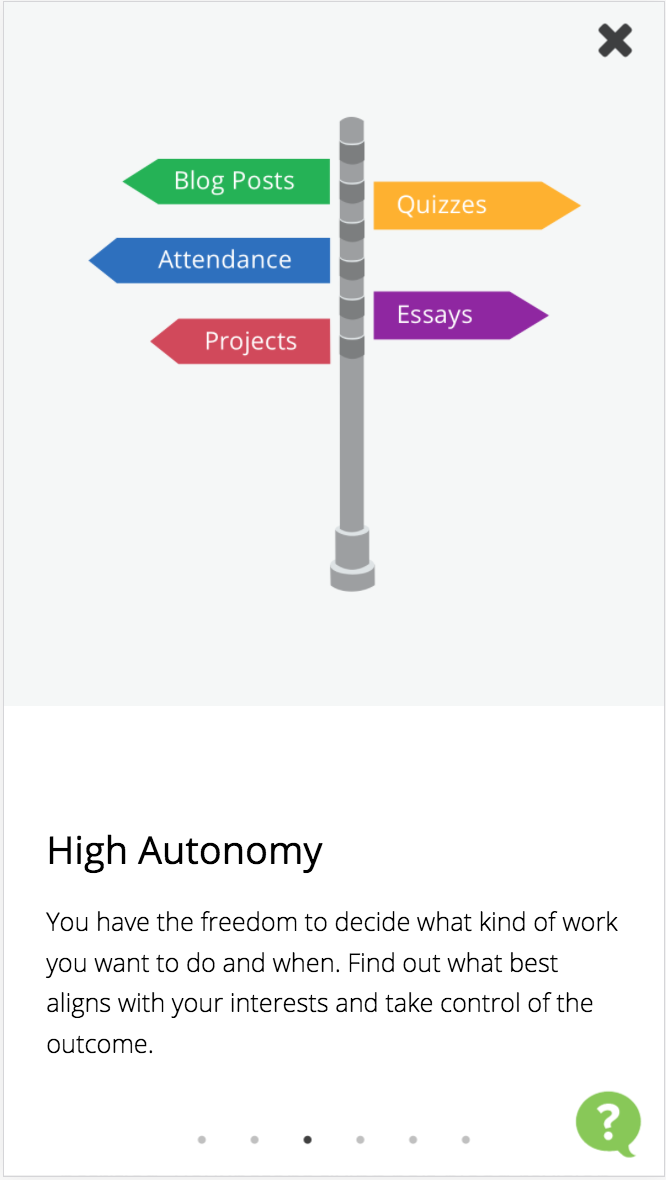 Blog Posts
Quizzes
Attendance
Essays
Projects
High Autonomy
You have the freedom to decide what kind of work
you want to do and when. Find out what best
aligns with your interests and take control of the
outcome.
?